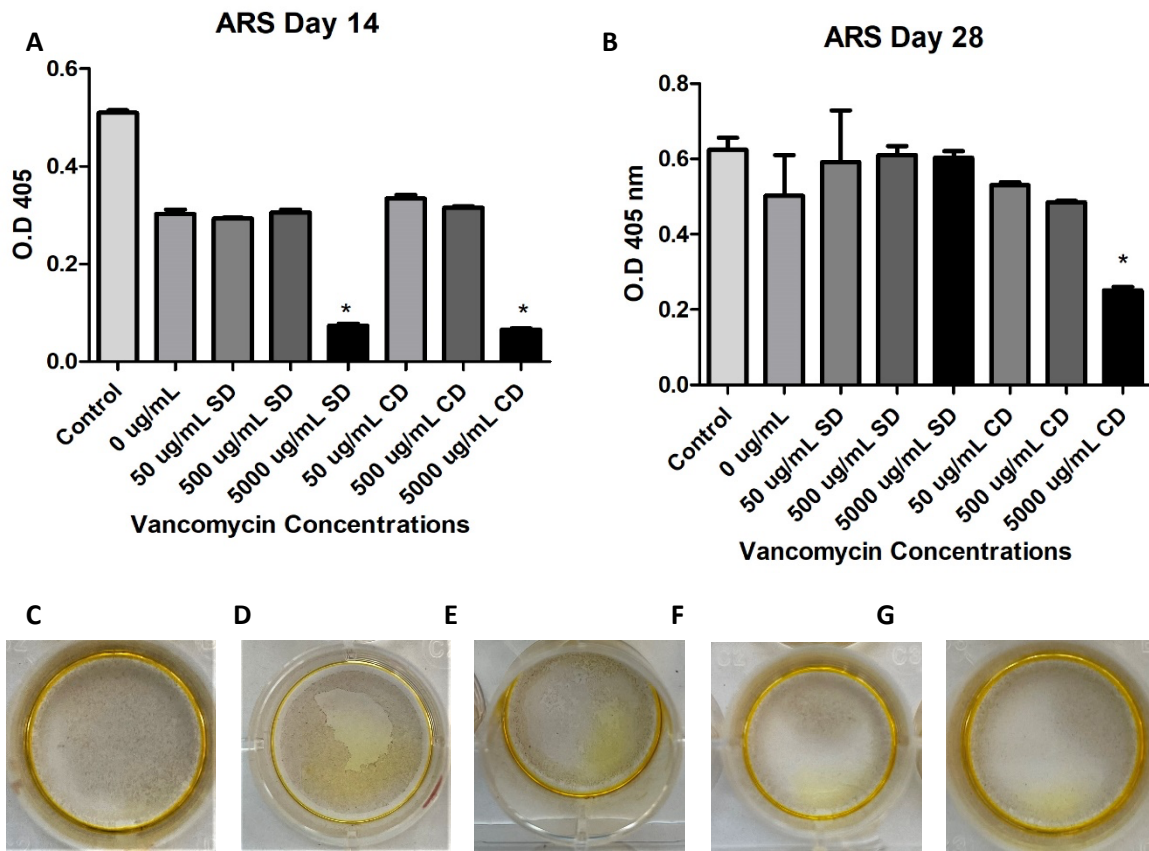 A
ARS Day 14
O.D 405
0.6
0.4
0.2
0.0
*
*
Control
0 ug/mL
50 ug/mL SD
500 ug/mL SD
5000 ug/mL SD
50 ug/mL CD
500 ug/mL CD
5000 ug/mL CD
Vancomycin Concentrations
B
ARS Day 28
O.D 405 nm
0.8
0.6
0.4
0.2
0.0
*
Control
0 ug/mL
50 ug/mL SD
500 ug/mL SD
5000 ug/mL SD
50 ug/mL CD
500 ug/mL CD
5000 ug/mL CD
Vancomycin Concentrations
C D E F G